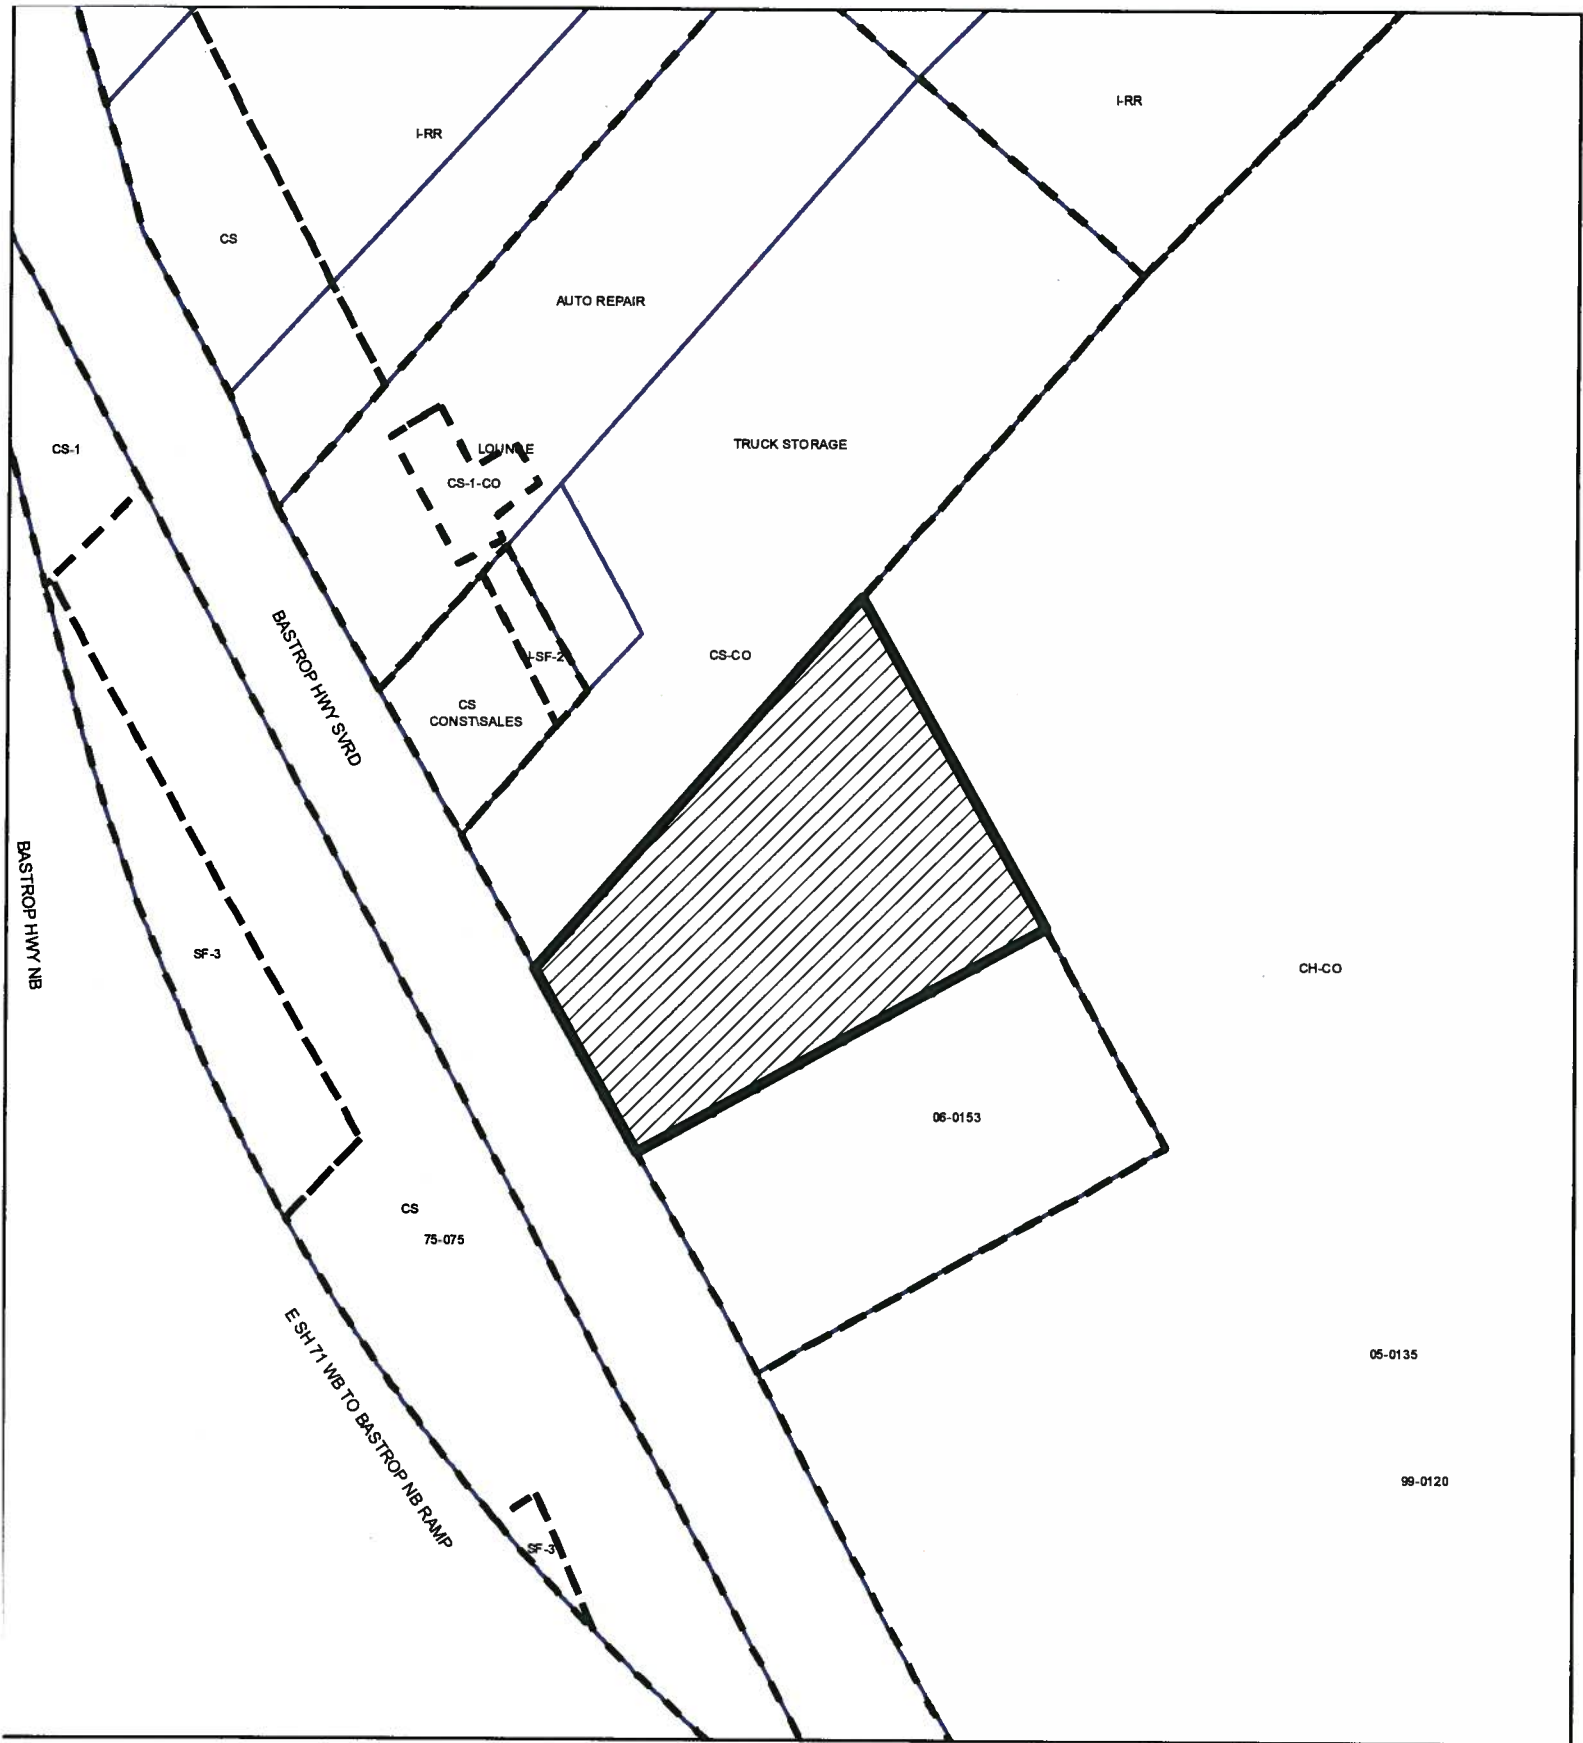 I-RR
I-RR
CS
AUTO REPAIR
TRUCK STORAGE
CS-1
LOUNGE
CS-1-CO
BASTROP HWY SVRD
I-SF-2
CS-CO
CS
CONST\SALES
BASTROP HWY NB
SF-3
CH-CO
06-0153
CS
75-075
E SH 71 WB TO BASTROP NB RAMP
05-0135
99-0120
SF-3